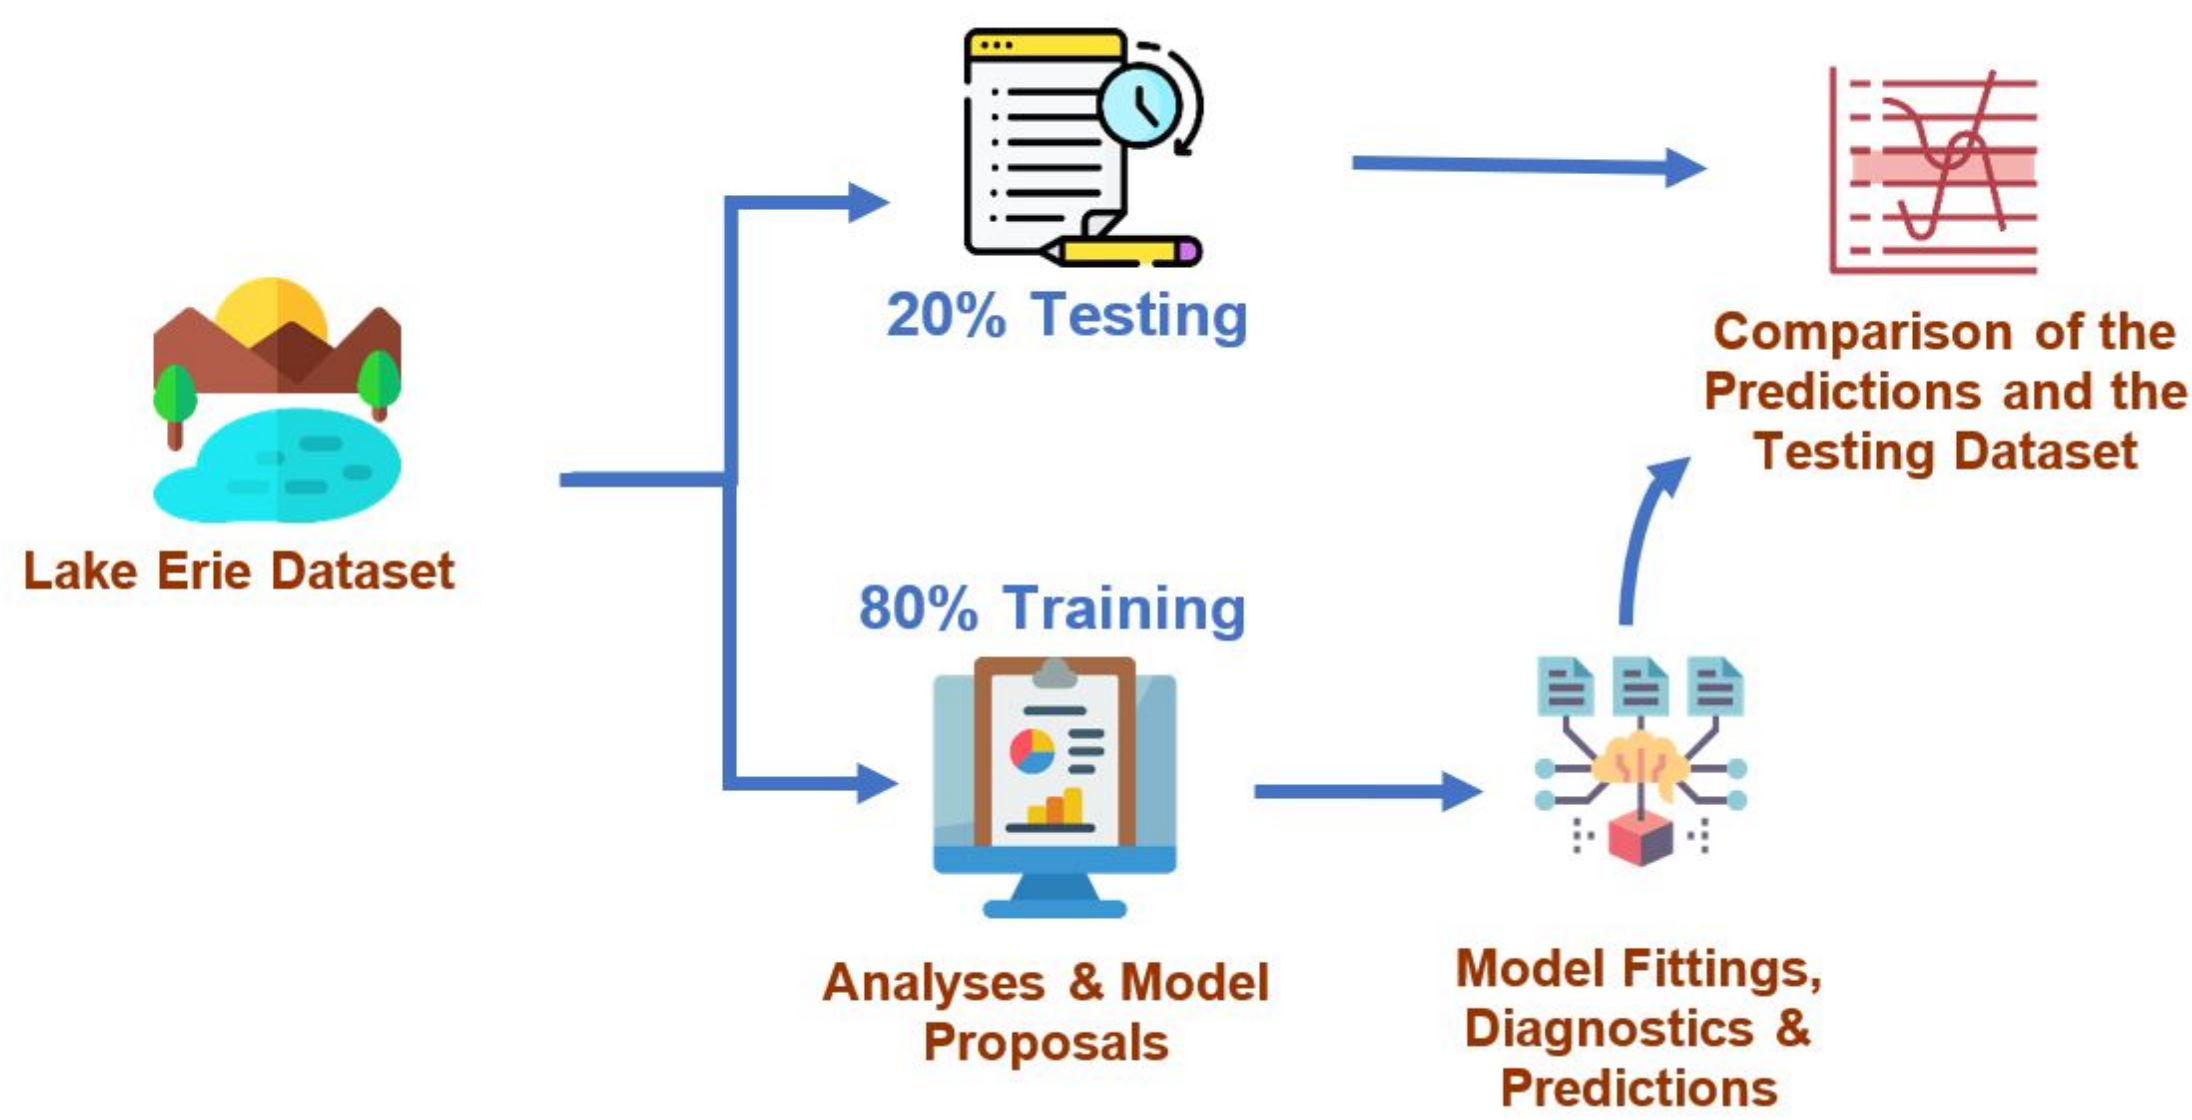 Lake Erie Dataset
20% Testing
80% Training
Analyses & Model
Proposals
Model Fittings,
Diagnostics &
Predictions
Comparison of the
Predictions and the
Testing Dataset